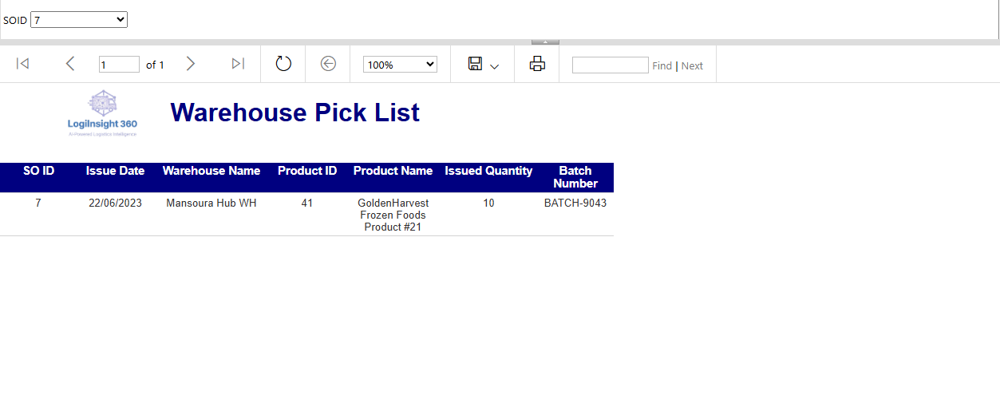 SOID 7
1 of 1 100% Find | Next
LogiInsight 360
AI-Powered Logistics Intelligence
Warehouse Pick List
SO ID Issue Date Warehouse Name Product ID Product Name Issued Quantity Batch
Number
7 22/06/2023 Mansoura Hub WH 41 GoldenHarvest 10 BATCH-9043
Frozen Foods
Product #21